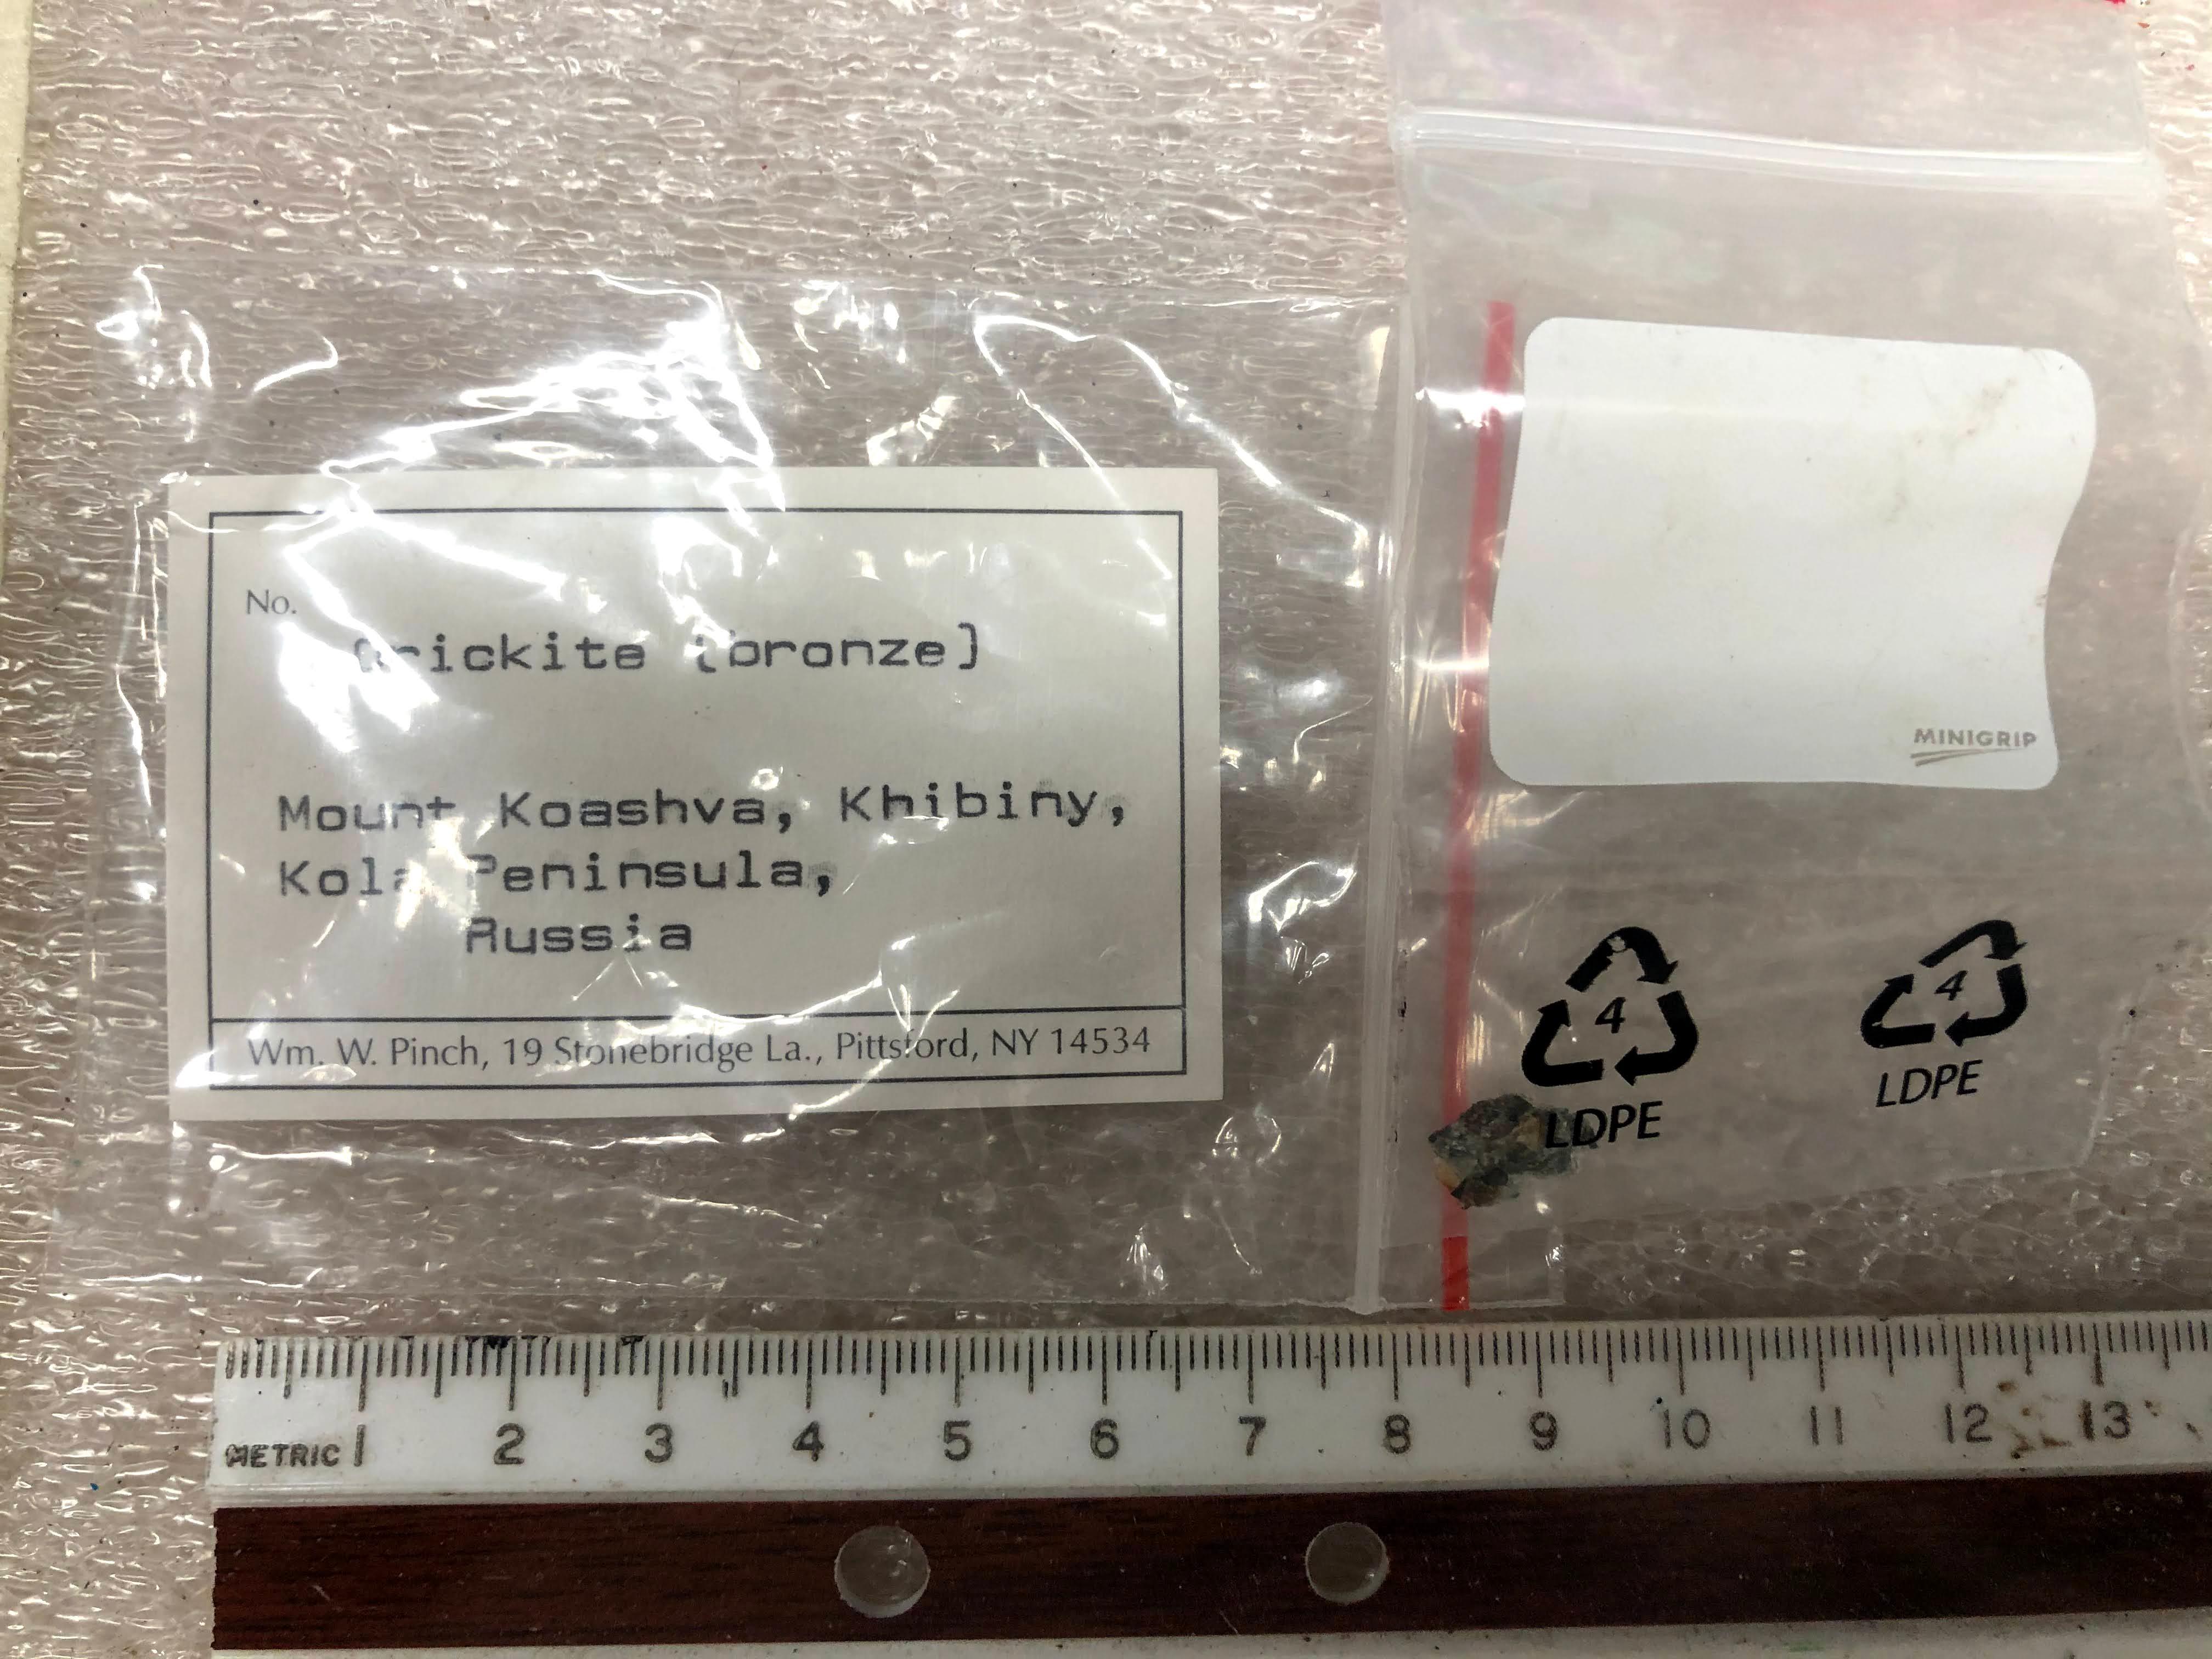 No.
Orickite [bronze]
Mount Koashva, Khibiny,
Kola Peninsula,
Russia
Wm. W. Pinch, 19 Stonebridge La., Pittsford, NY 14534
MINIGRIP
4
LDPE
4
LDPE
METRIC 1 2 3 4 5 6 7 8 9 10 11 12 13